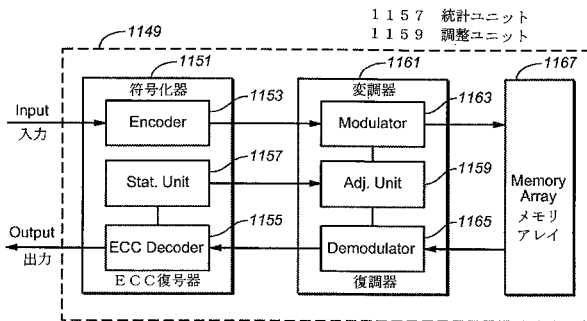 1157 統計ユニット
1159 調整ユニット
1149
1151
1161
1167
符号化器
変調器
1153
1163
Input
入力
Encoder
Modulator
1157
1159
Stat. Unit
Adj. Unit
Memory
Array
メモリ
アレイ
1155
1165
Output
出力
ECC Decoder
Demodulator
ECC復号器
復調器